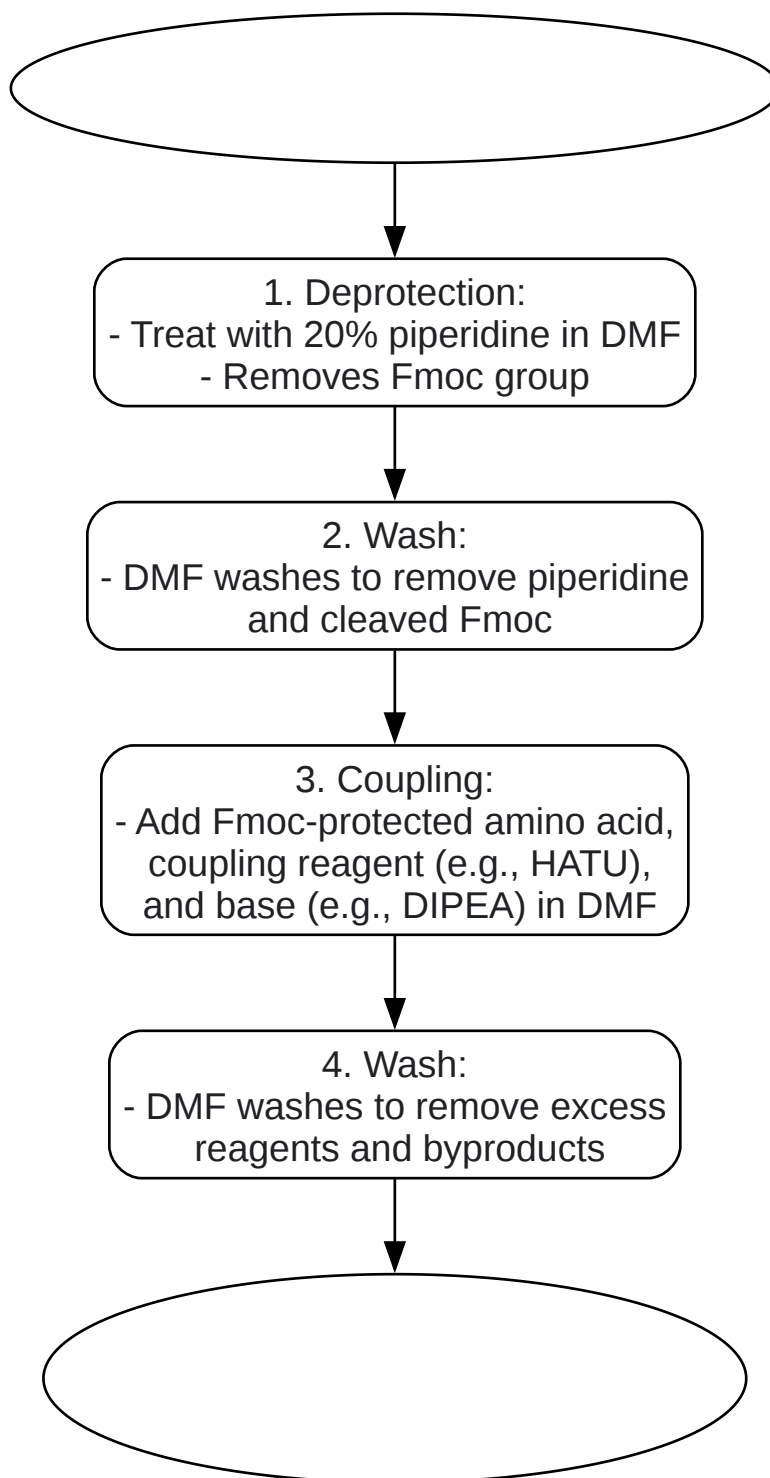 1. Deprotection:
- Treat with 20% piperidine in DMF
- Removes Fmoc group
2. Wash:
- DMF washes to remove piperidine
and cleaved Fmoc
3. Coupling:
- Add Fmoc-protected amino acid,
coupling reagent (e.g., HATU),
and base (e.g., DIPEA) in DMF
4. Wash:
- DMF washes to remove excess
reagents and byproducts